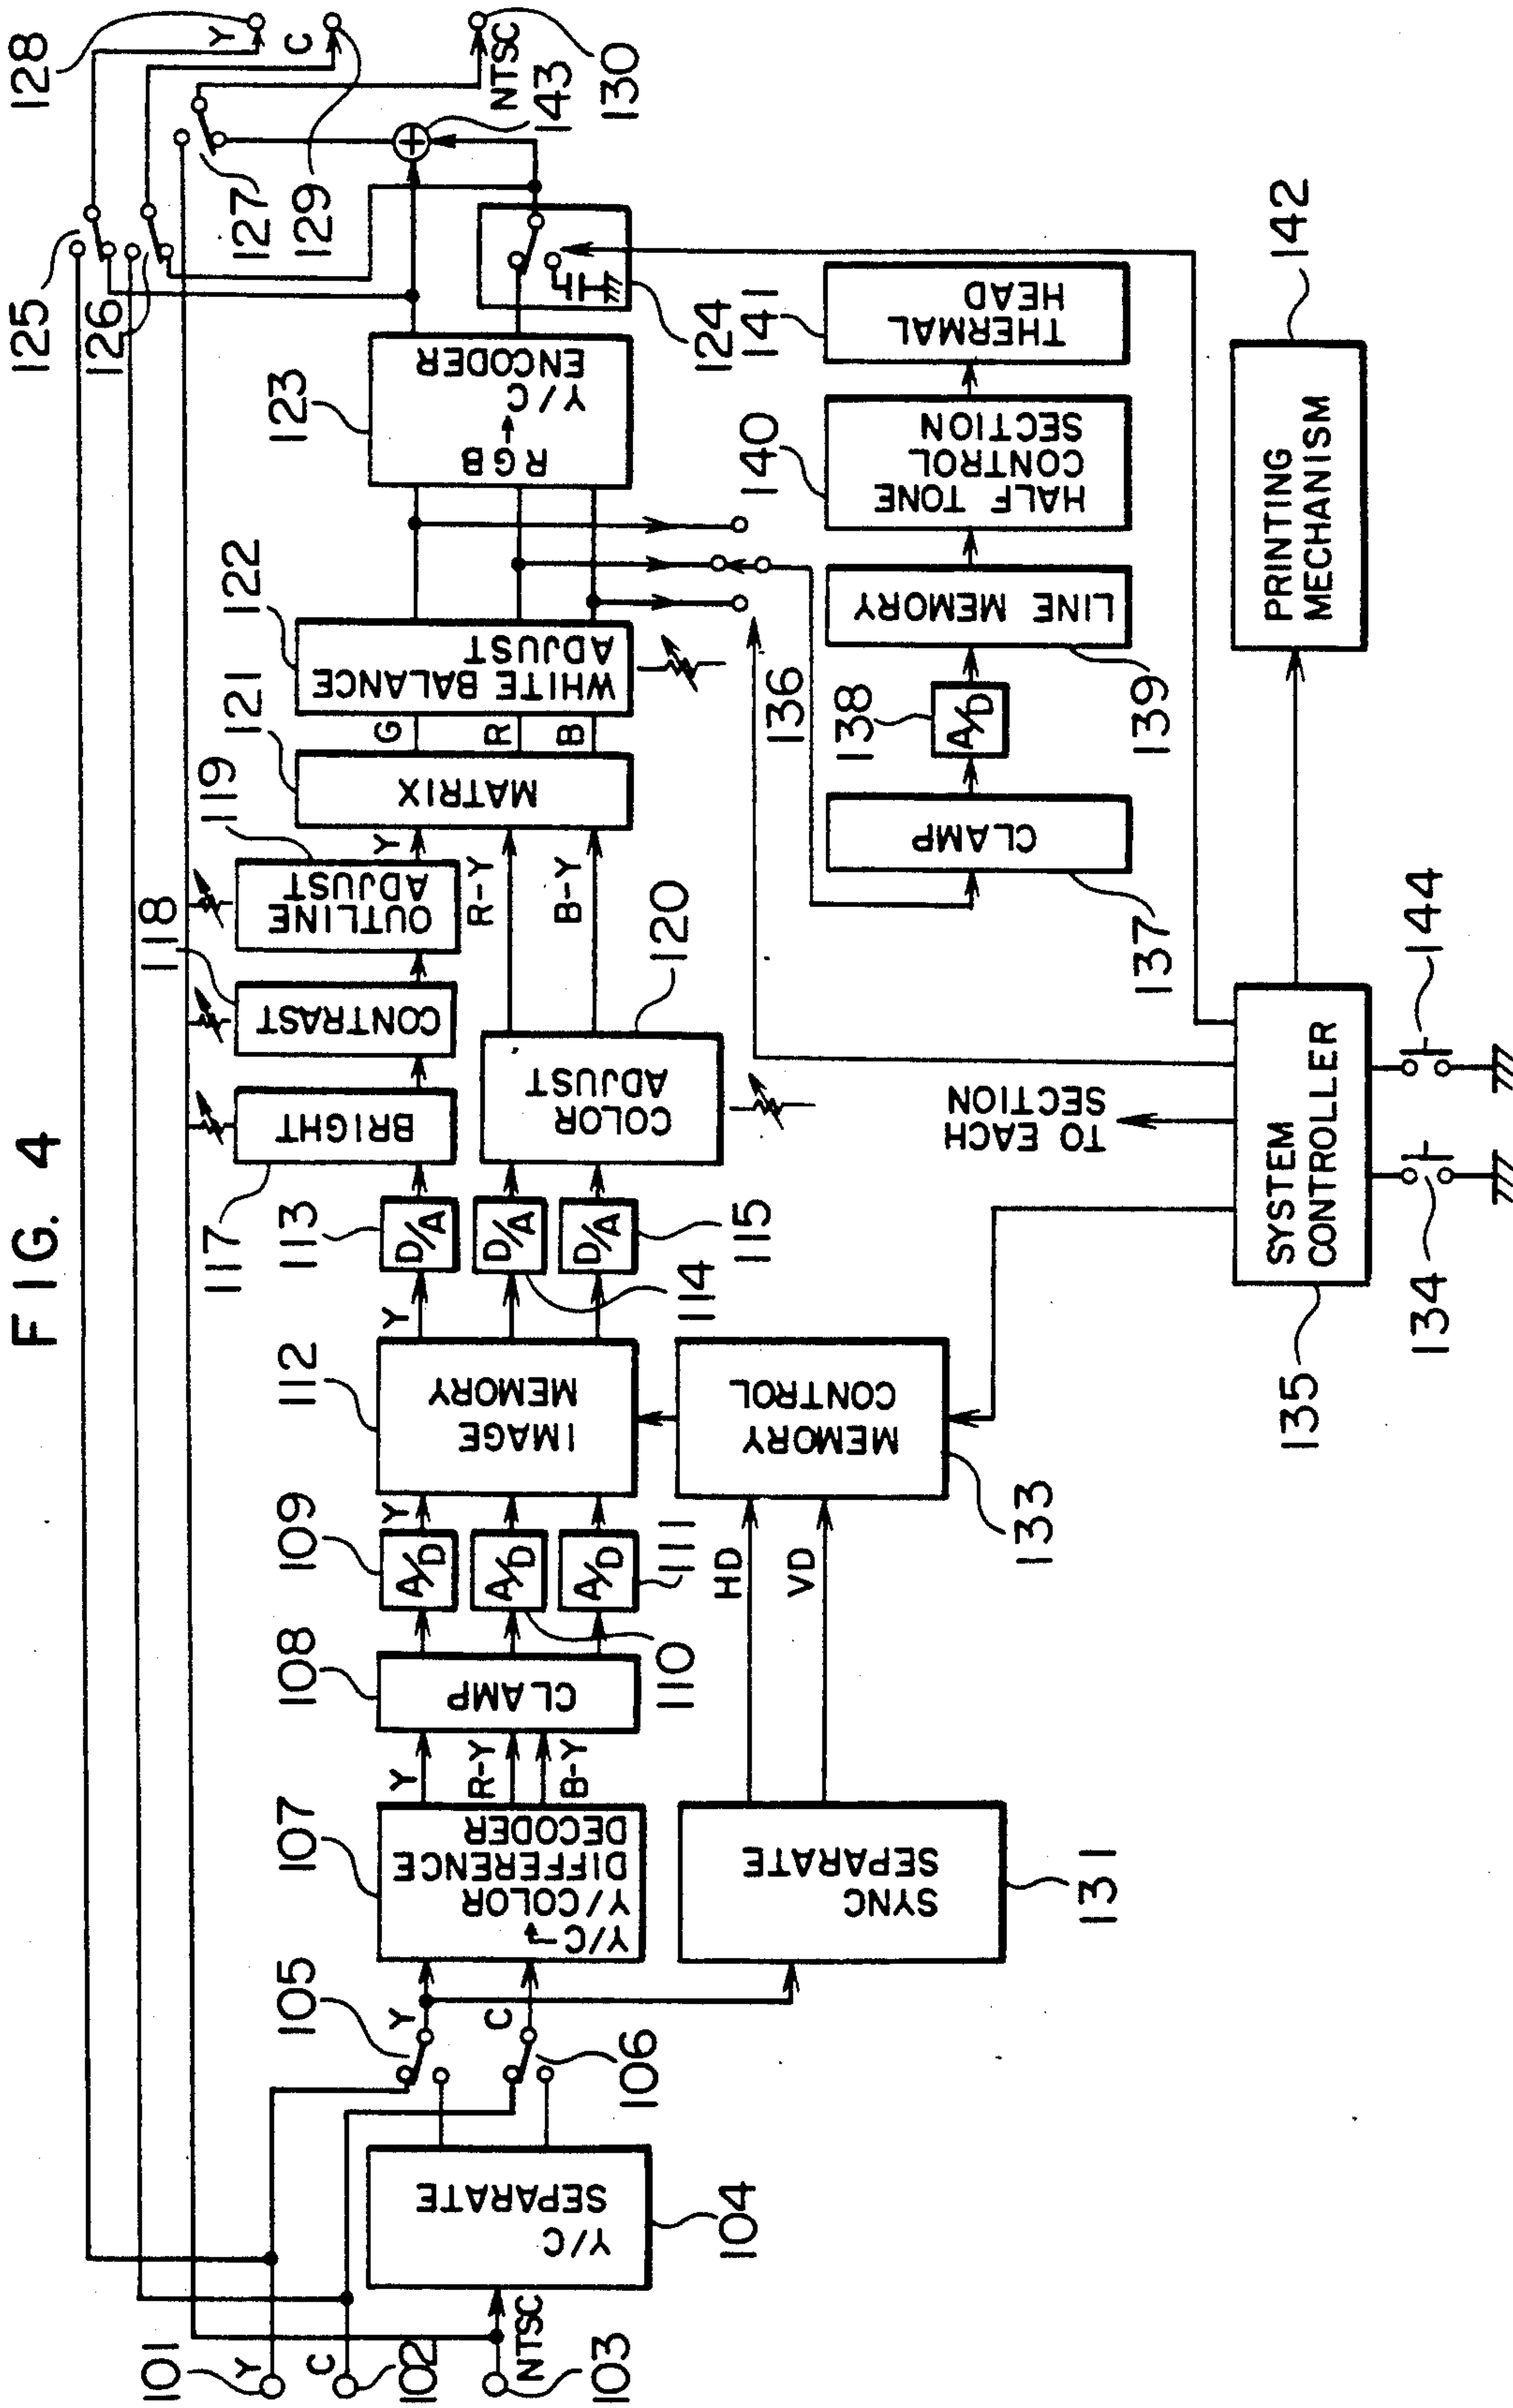 FIG. 4
101
Y
C
102
103
NTSC
104
Y/C
SEPARATE
105
Y
C
106
107
Y/C
Y/COLOR
DIFFERENCE
DECODER
Y
R-Y
B-Y
108
CLAMP
109
A/D
Y
A/D
110
A/D
111
112
IMAGE
MEMORY
Y
113
D/A
D/A
114
D/A
115
117
BRIGHT
118
CONTRAST
119
OUTLINE
ADJUST
120
COLOR
ADJUST
Y
R-Y
B-Y
121
MATRIX
G
R
B
122
WHITE BALANCE
ADJUST
123
RGB
Y/C
ENCODER
124
125
126
127
128
Y
C
129
NTSC
130
143
131
SYNC
SEPARATE
HD
VD
133
MEMORY
CONTROL
134
135
SYSTEM
CONTROLLER
144
TO EACH
SECTION
136
137
CLAMP
138
A/D
139
LINE MEMORY
140
HALF TONE
CONTROL
SECTION
141
THERMAL
HEAD
142
PRINTING
MECHANISM